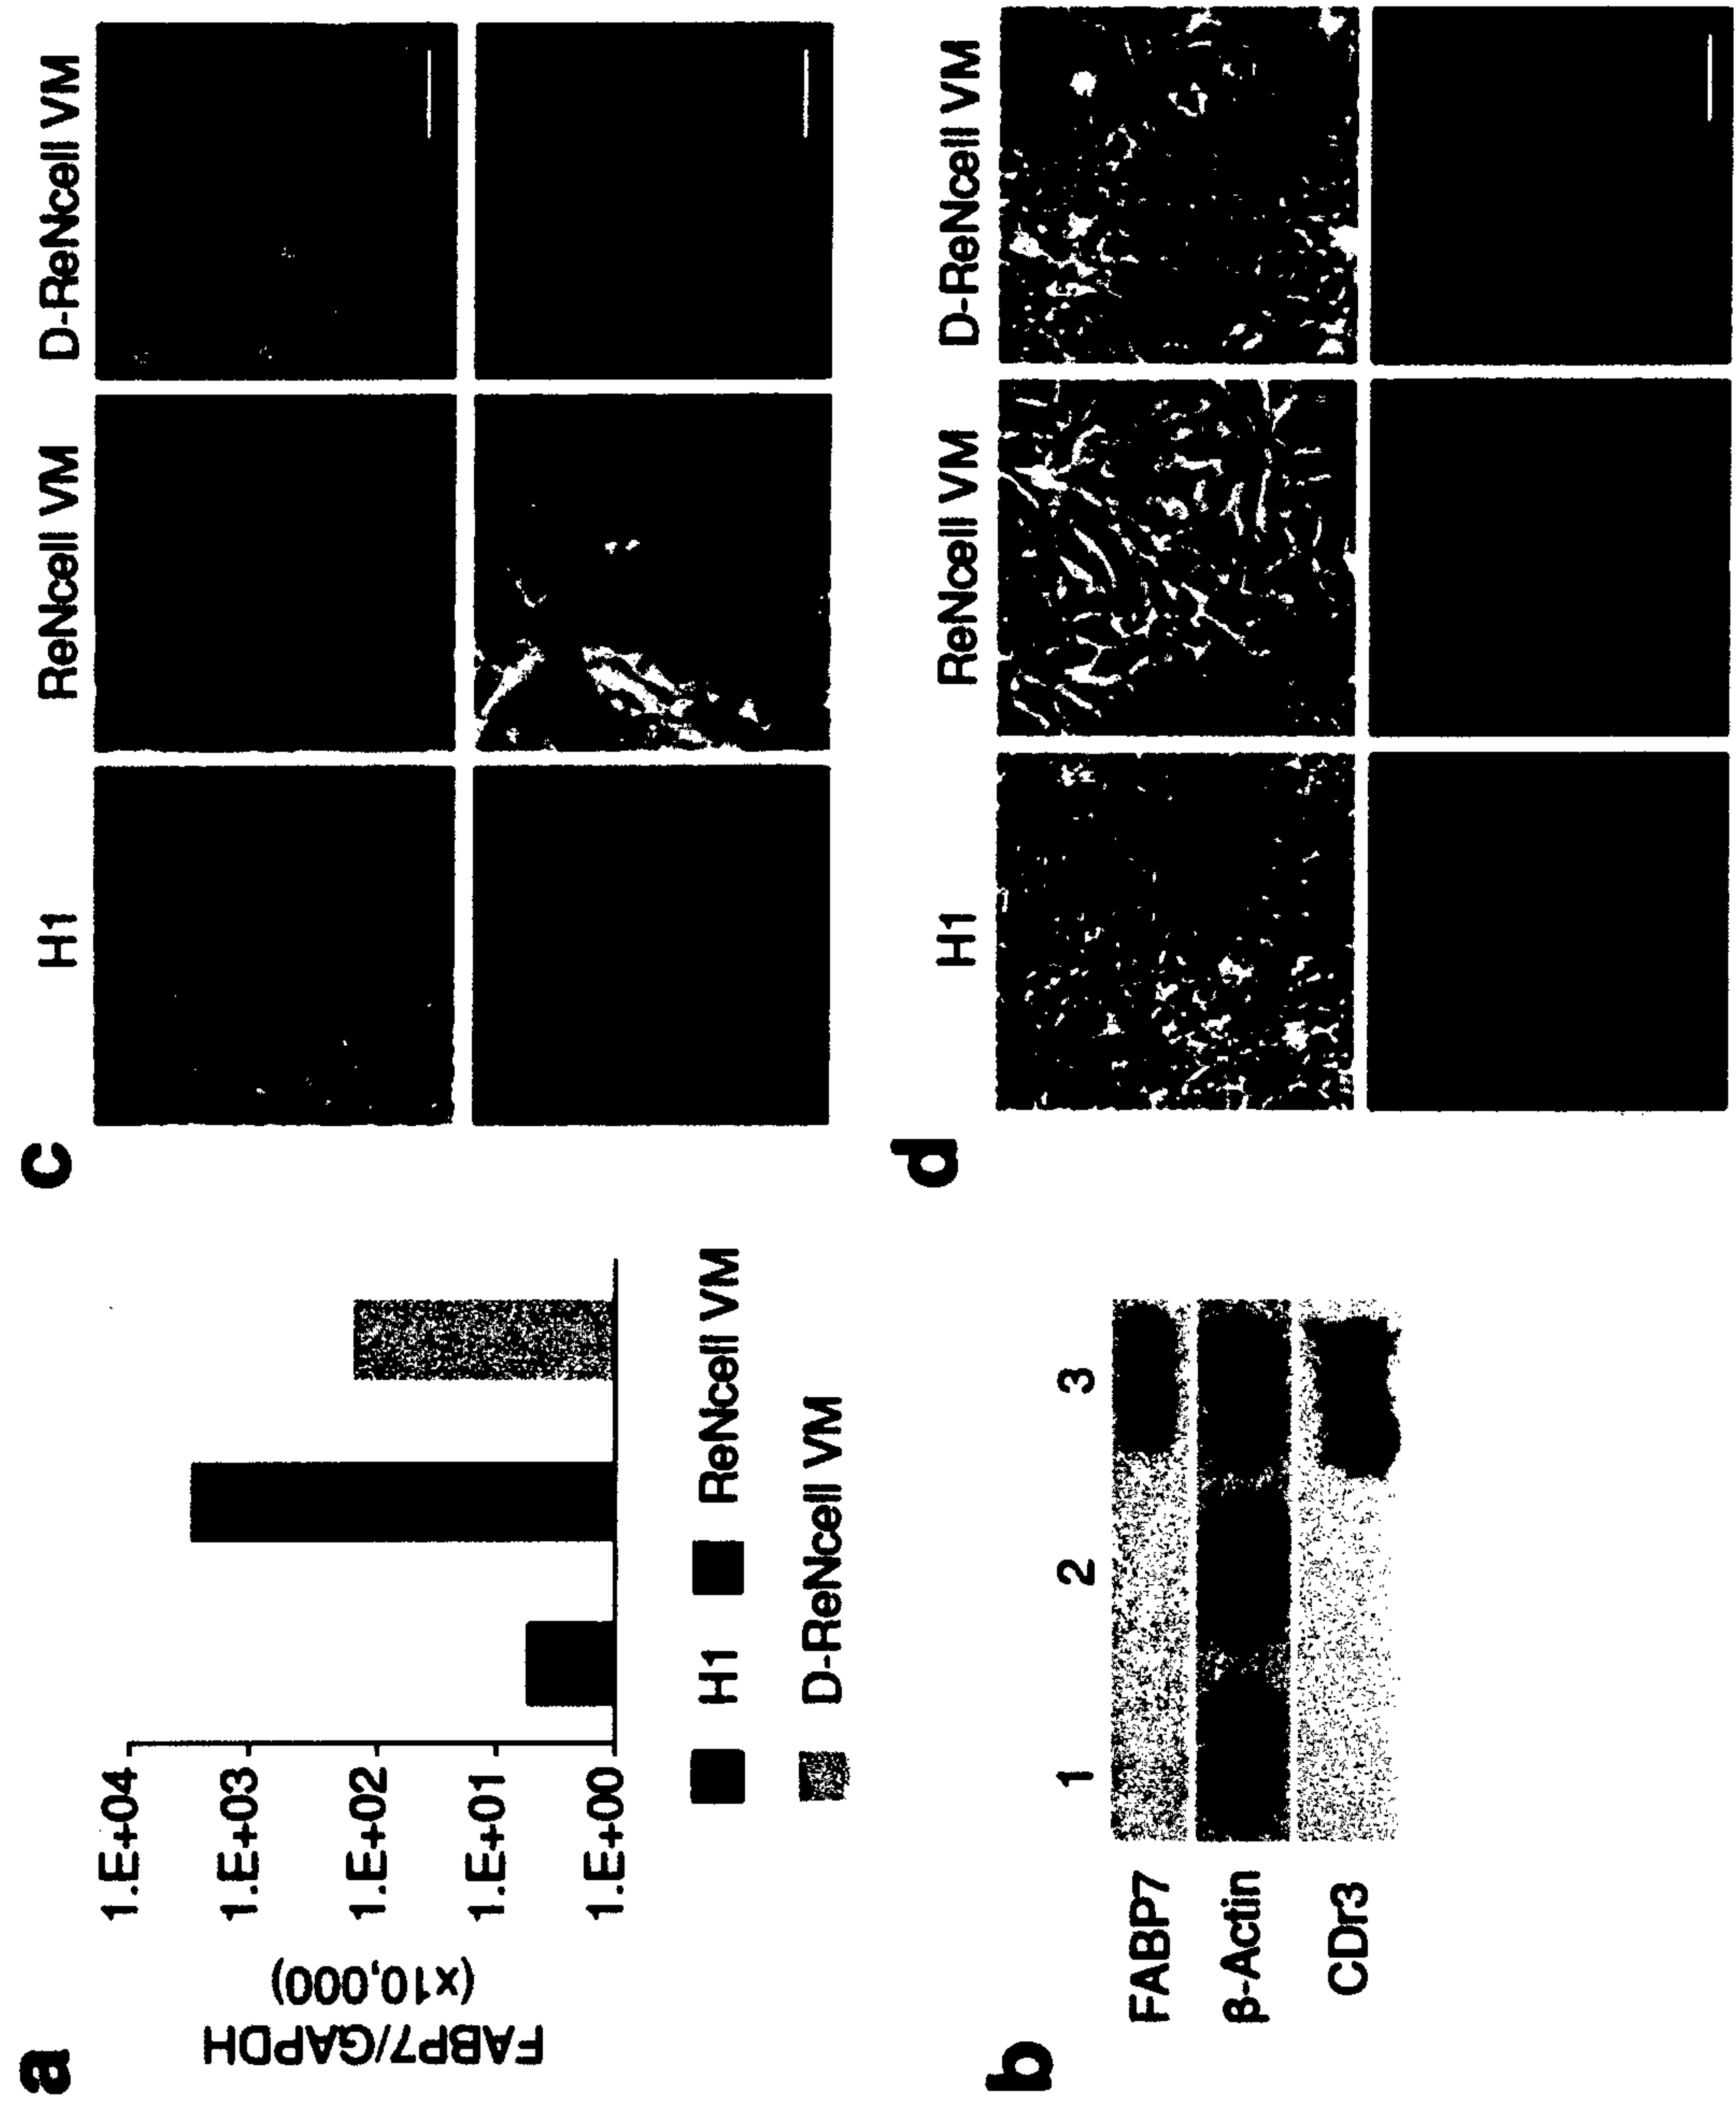 a
FABP7/GAPDH
(x10,000)
1.E+04
1.E+03
1.E+02
1.E+01
1.E+00
H1
ReNcell VM
D-ReNcell VM
b
1 2 3
FABP7
β-Actin
CDr3
c
H1 ReNcell VM D-ReNcell VM
d
H1 ReNcell VM D-ReNcell VM